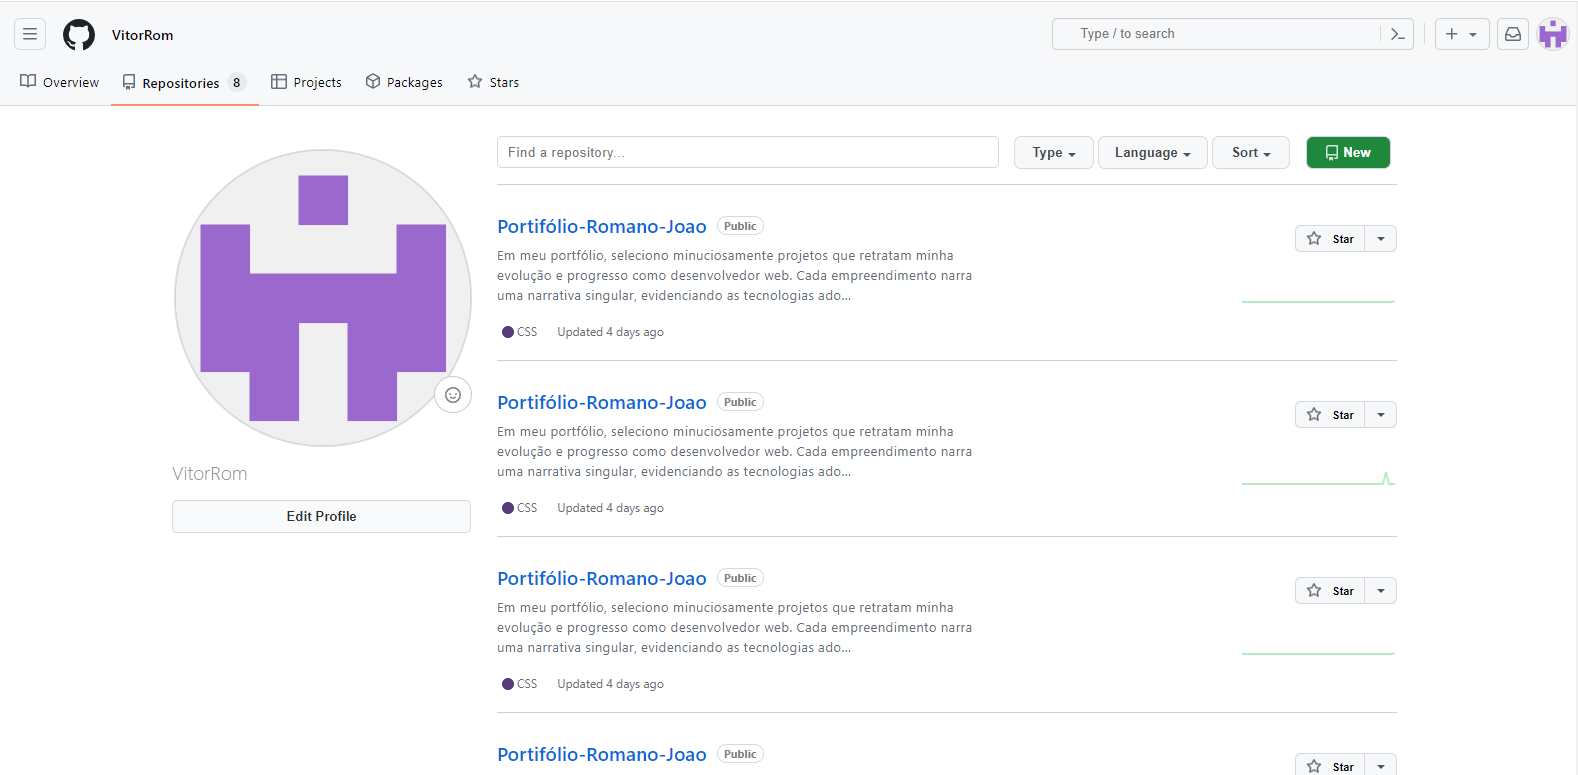 VitorRom
Type / to search
Overview
Repositories 8
Projects
Packages
Stars
Find a repository...
Type
Language
Sort
New
VitorRom
Edit Profile
Portifólio-Romano-Joao Public
Star
Em meu portfólio, seleciono minuciosamente projetos que retratam minha
evolução e progresso como desenvolvedor web. Cada empreendimento narra
uma narrativa singular, evidenciando as tecnologias ado...
CSS Updated 4 days ago
Portifólio-Romano-Joao Public
Star
Em meu portfólio, seleciono minuciosamente projetos que retratam minha
evolução e progresso como desenvolvedor web. Cada empreendimento narra
uma narrativa singular, evidenciando as tecnologias ado...
CSS Updated 4 days ago
Portifólio-Romano-Joao Public
Star
Em meu portfólio, seleciono minuciosamente projetos que retratam minha
evolução e progresso como desenvolvedor web. Cada empreendimento narra
uma narrativa singular, evidenciando as tecnologias ado...
CSS Updated 4 days ago
Portifólio-Romano-Joao Public
Star